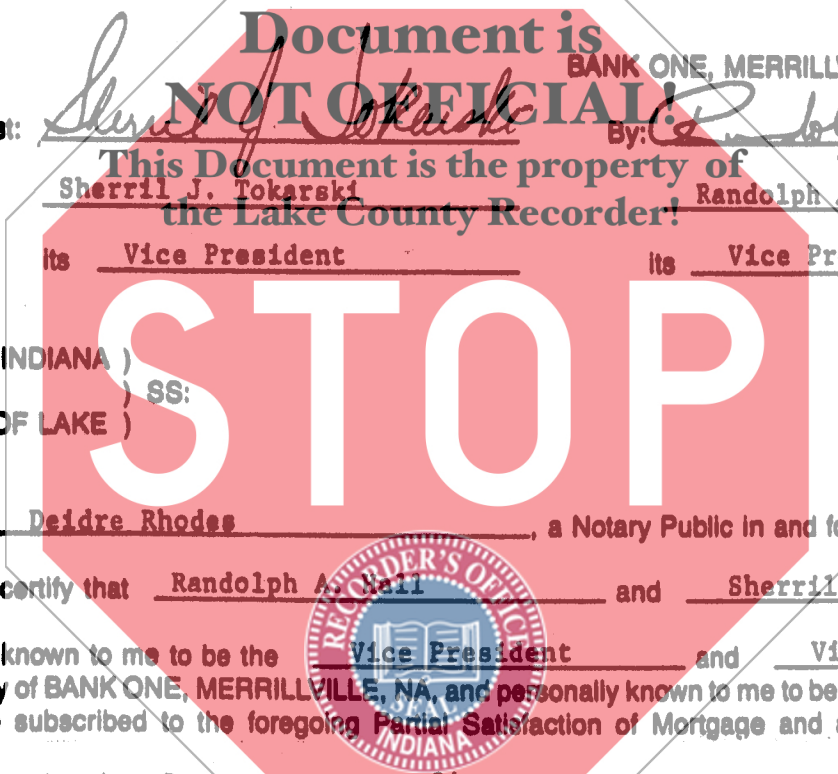 Document is
BANK ONE, MERRILLV
NOT OFFICIAL!
t: Sherril J Tokarski By:
This Document is the property of
Sherril J. Tokarski Randolph
the Lake County Recorder!
its Vice President its Vice Pr
STOP
INDIANA )
) SS:
OF LAKE )
Deidre Rhodes, a Notary Public in and fo
certify that Randolph A. Hall and Sherril
known to me to be the Vice President and Vi
y of BANK ONE, MERRILLVILLE, NA, and personally known to me to be
subscribed to the foregoing Partial Satisfaction of Mortgage and a
RECORDER'S OFFICE
SEAL
INDIANA